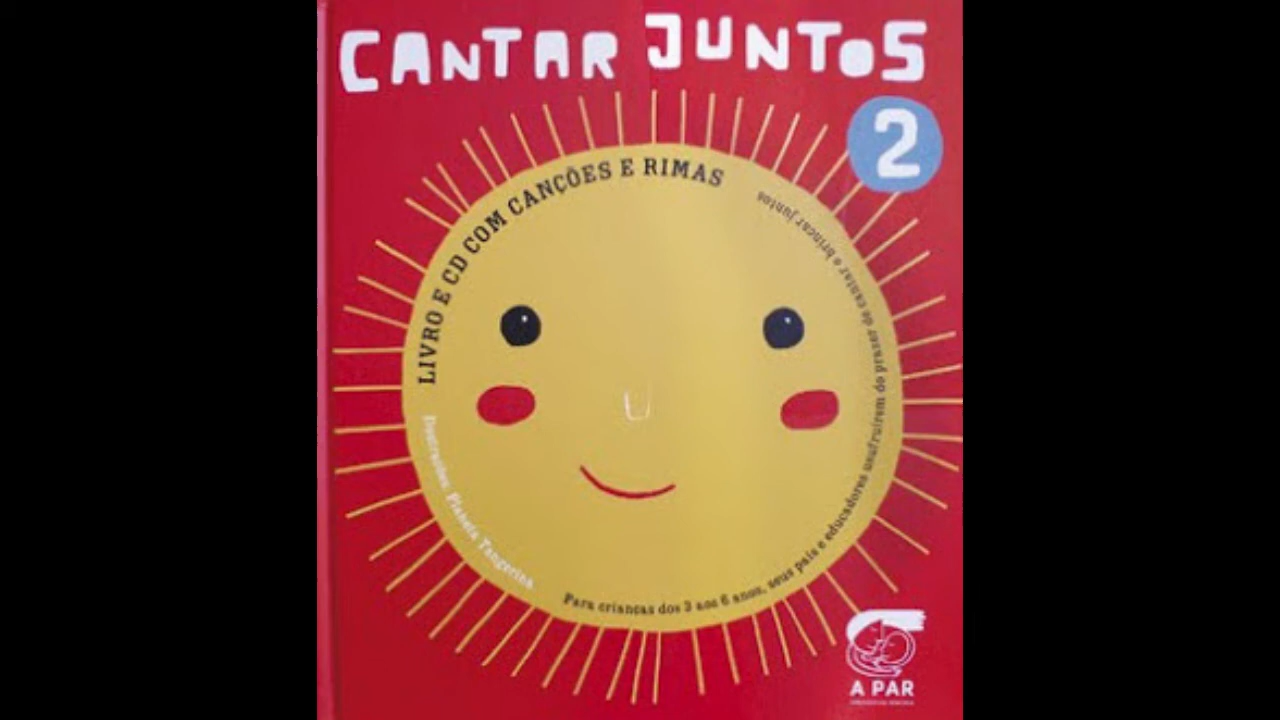 CANTAR JUNTOS
2
LIVRO E CD COM CANÇÕES E RIMAS
Ilustrações: Planeta Tangerina
Para crianças dos 3 aos 6 anos, seus pais e educadores usufruírem do prazer de cantar e brincar juntos
A PAR